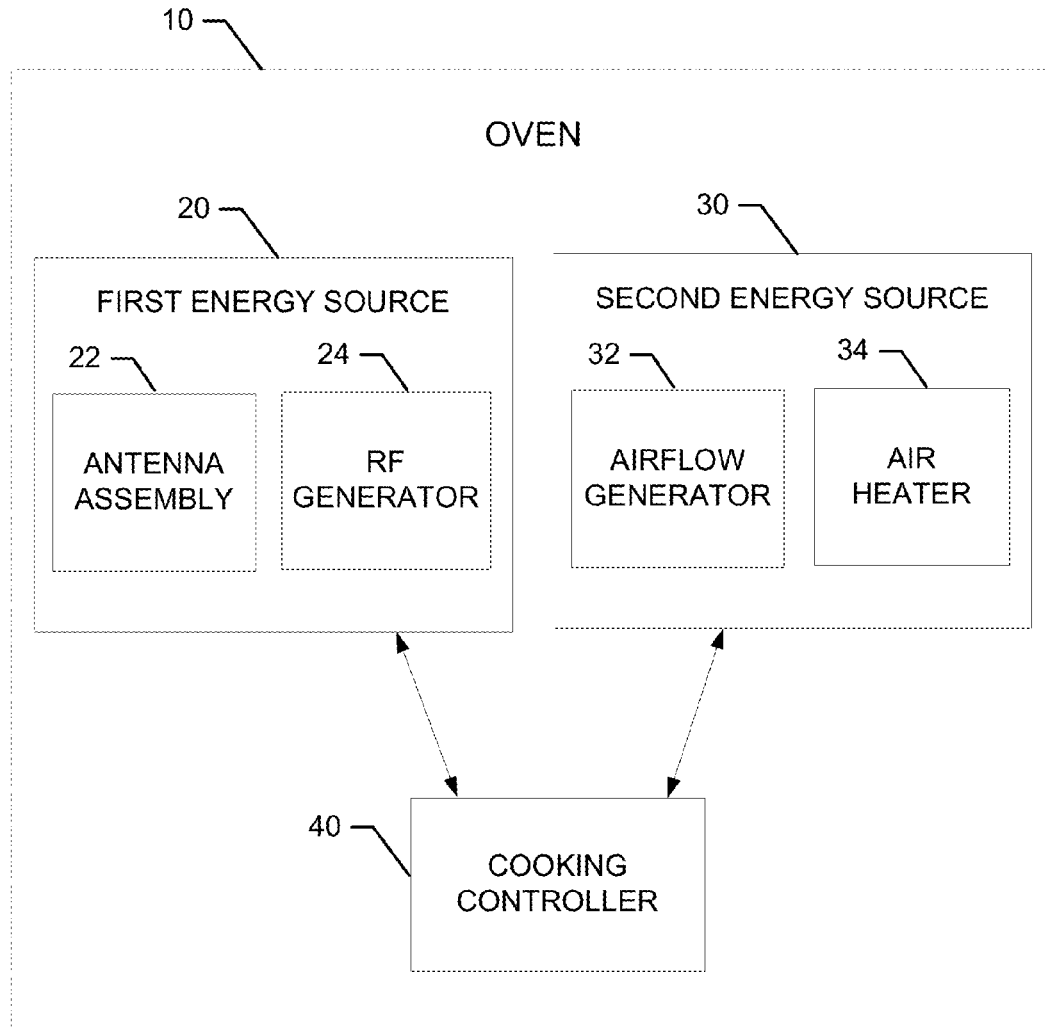 10
OVEN
20
30
FIRST ENERGY SOURCE
SECOND ENERGY SOURCE
22
24
32
34
ANTENNA
ASSEMBLY
RF
GENERATOR
AIRFLOW
GENERATOR
AIR
HEATER
40
COOKING
CONTROLLER